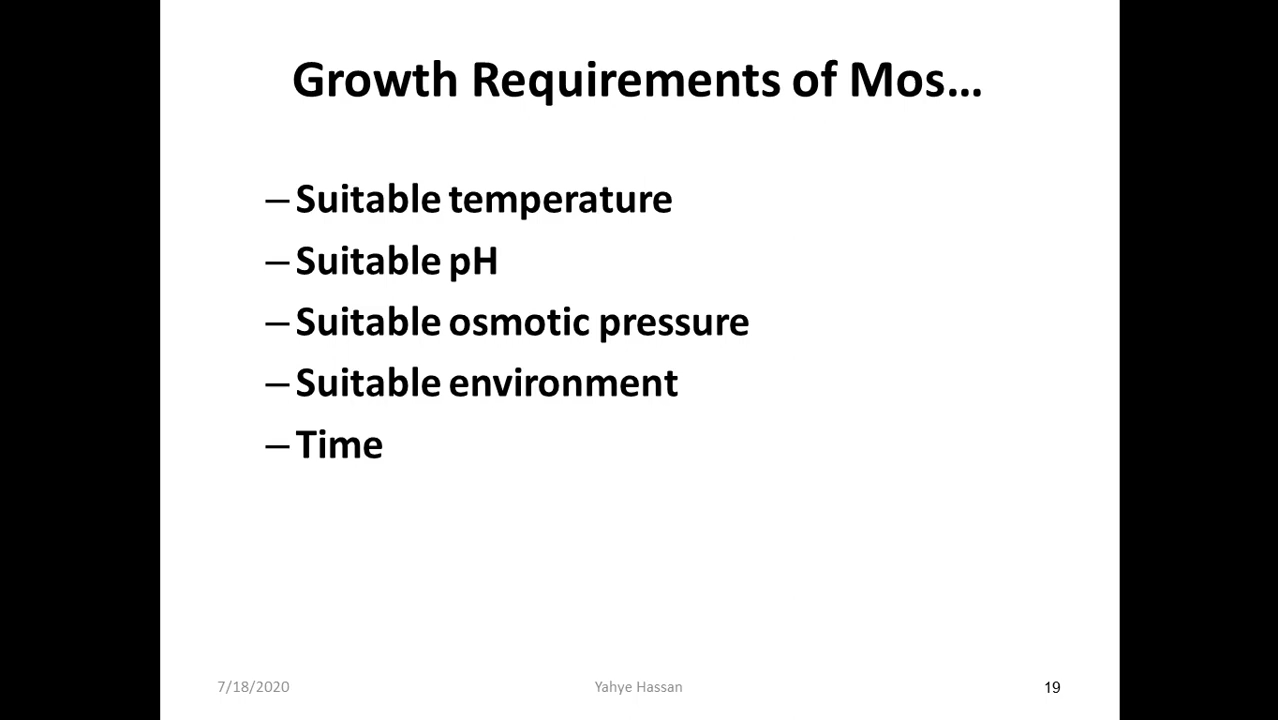 Growth Requirements of Mos...
– Suitable temperature
– Suitable pH
– Suitable osmotic pressure
– Suitable environment
– Time
7/18/2020
Yahye Hassan
19